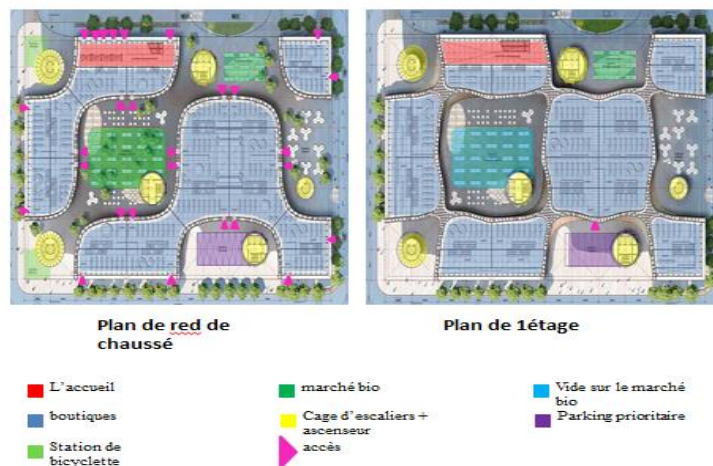 Plan de red de
chaussé
Plan de 1étage
L'accueil
marché bio
Vide sur le marché
bio
boutiques
Cage d'escaliers +
ascenseur
Parking prioritaire
Station de
bicyclette
accès